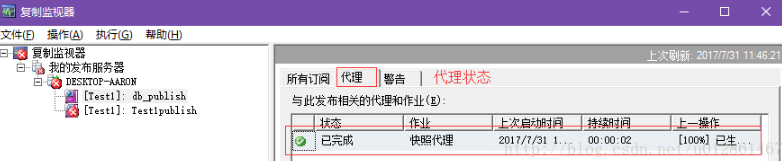 复制监视器
文件(F) 操作(A) 执行(G) 帮助(H)
复制监视器
我的发布服务器
DESKTOP-AARON
[Test1]: db_publish
[Test1]: Test1publish
上次刷新: 2017/7/31 11:46:21
所有订阅 代理 警告 代理状态
与此发布相关的代理和作业(E):
状态 作业 上次启动时间 持续时间 上一操作
已完成 快照代理 2017/7/31 1... 00:00:02 [100%] 已生...